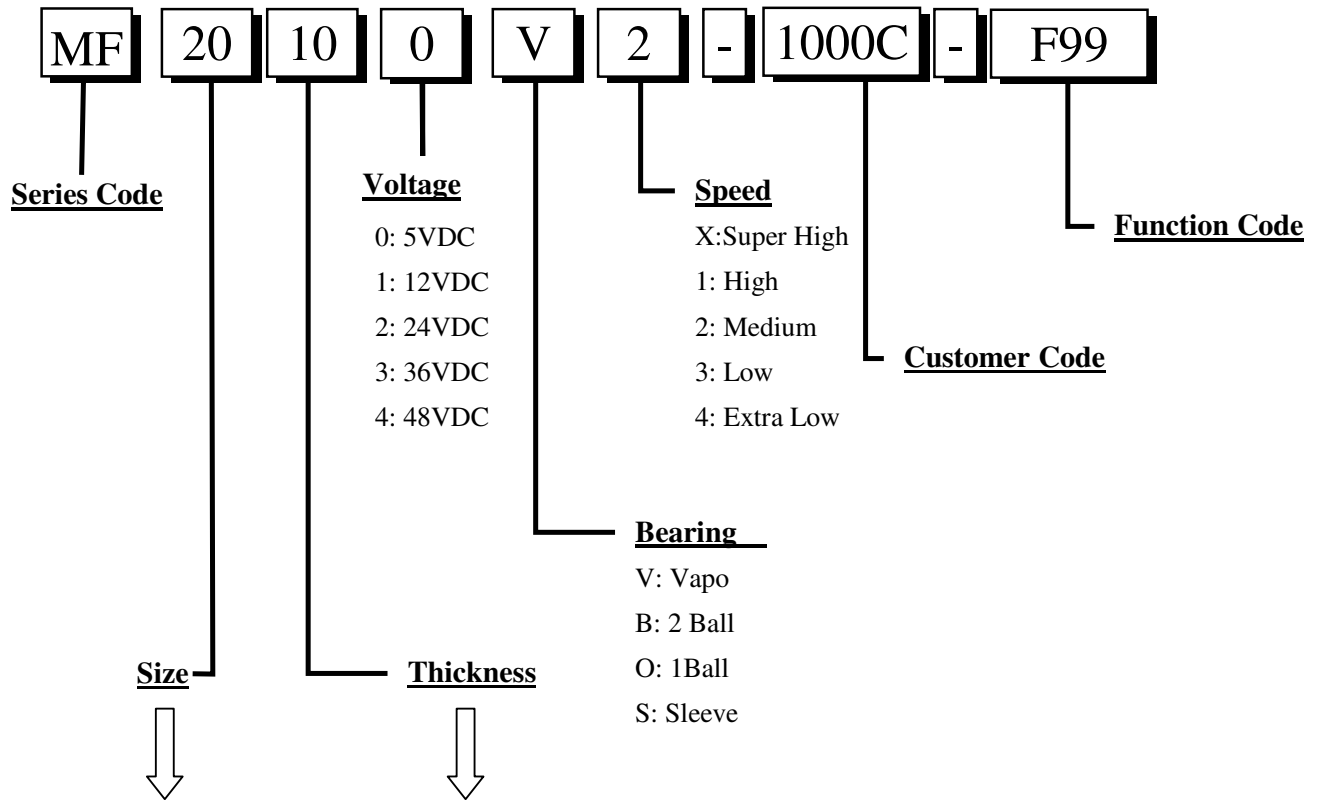 MF 20 10 0 V 2 - 1000C - F99
Series Code
Voltage
0: 5VDC
1: 12VDC
2: 24VDC
3: 36VDC
4: 48VDC
Speed
X:Super High
1: High
2: Medium
3: Low
4: Extra Low
Function Code
Customer Code
Bearing
V: Vapo
B: 2 Ball
O: 1Ball
S: Sleeve
Size
Thickness